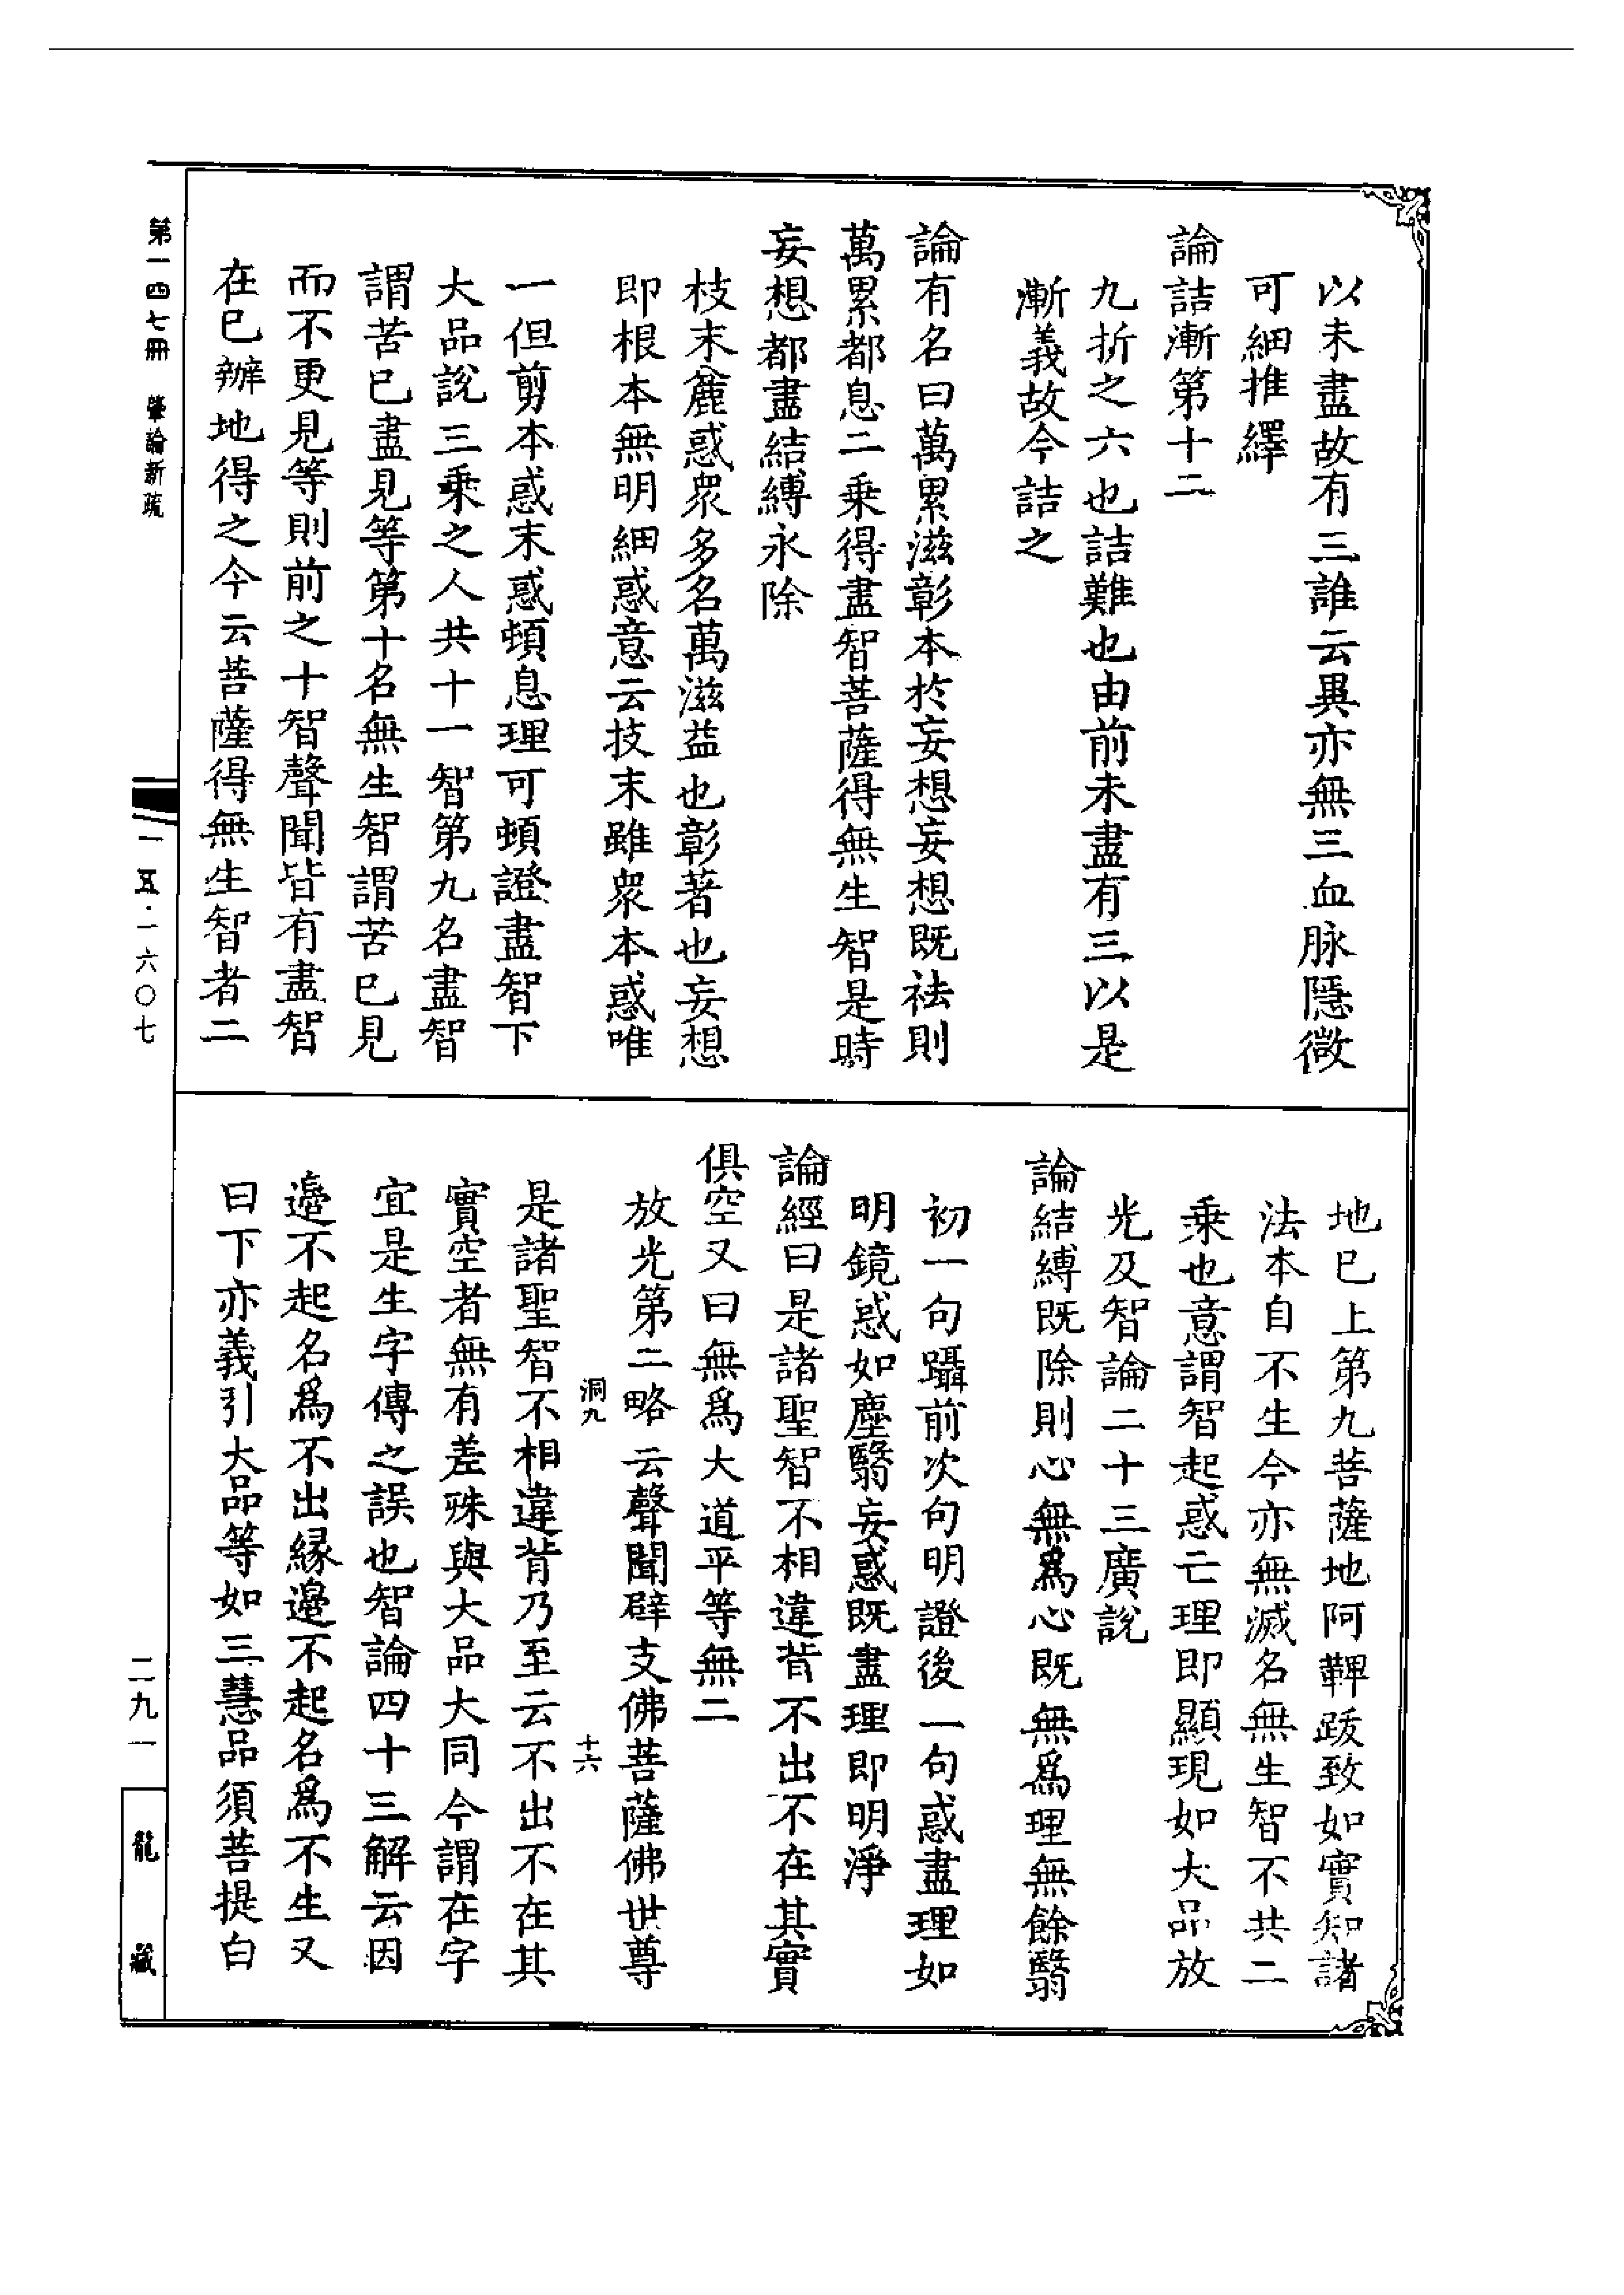 以未盡故有三誰云異亦無三血脉隱微
可細推繹
論詰漸第十二
九折之六也詰難也由前未盡有三以是
漸義故今詰之
論有名曰萬累滋彰本於妄想妄想既祛則
萬累都息二乗得盡智菩薩得無生智是時
妄想都盡結縛永除
枝末麁惑衆多名萬滋益也彰著也妄想
即根本無明細惑意云技末雖衆本惑唯
一但剪本惑末惑頓息理可頓證盡智下
大品說三乗之人共十一智第九名盡智
謂苦已盡見等第十名無生智謂苦巳見
而不更見等則前之十智聲聞皆有盡智
在巳辦地得之今云菩薩得無生智者二
地巳上第九菩薩地阿鞞跋致如實知諸
法本自不生今亦無滅名無生智不共二
乗也意謂智起惑亡理即顯現如大品放
光及智論二十三廣說
論結縛既除則心無爲心既無爲理無餘翳
初一句躡前次句明證後一句惑盡理如
明鏡惑如塵翳妄惑既盡理即明淨
論經曰是諸聖智不相違背不出不在其實
俱空又曰無爲大道平等無二
放光第二略云聲聞辟支佛菩薩佛世尊
洞九
十六
是諸聖智不相違背乃至云不出不在其
實空者無有差殊與大品大同今謂在字
宜是生字傳之誤也智論四十三解云因
邊不起名爲不出緣邊不起名爲不生又
曰下亦義引大品等如三慧品須菩提白
第一四七冊
肇論新疏
一五·一六〇七
二九一
龍藏